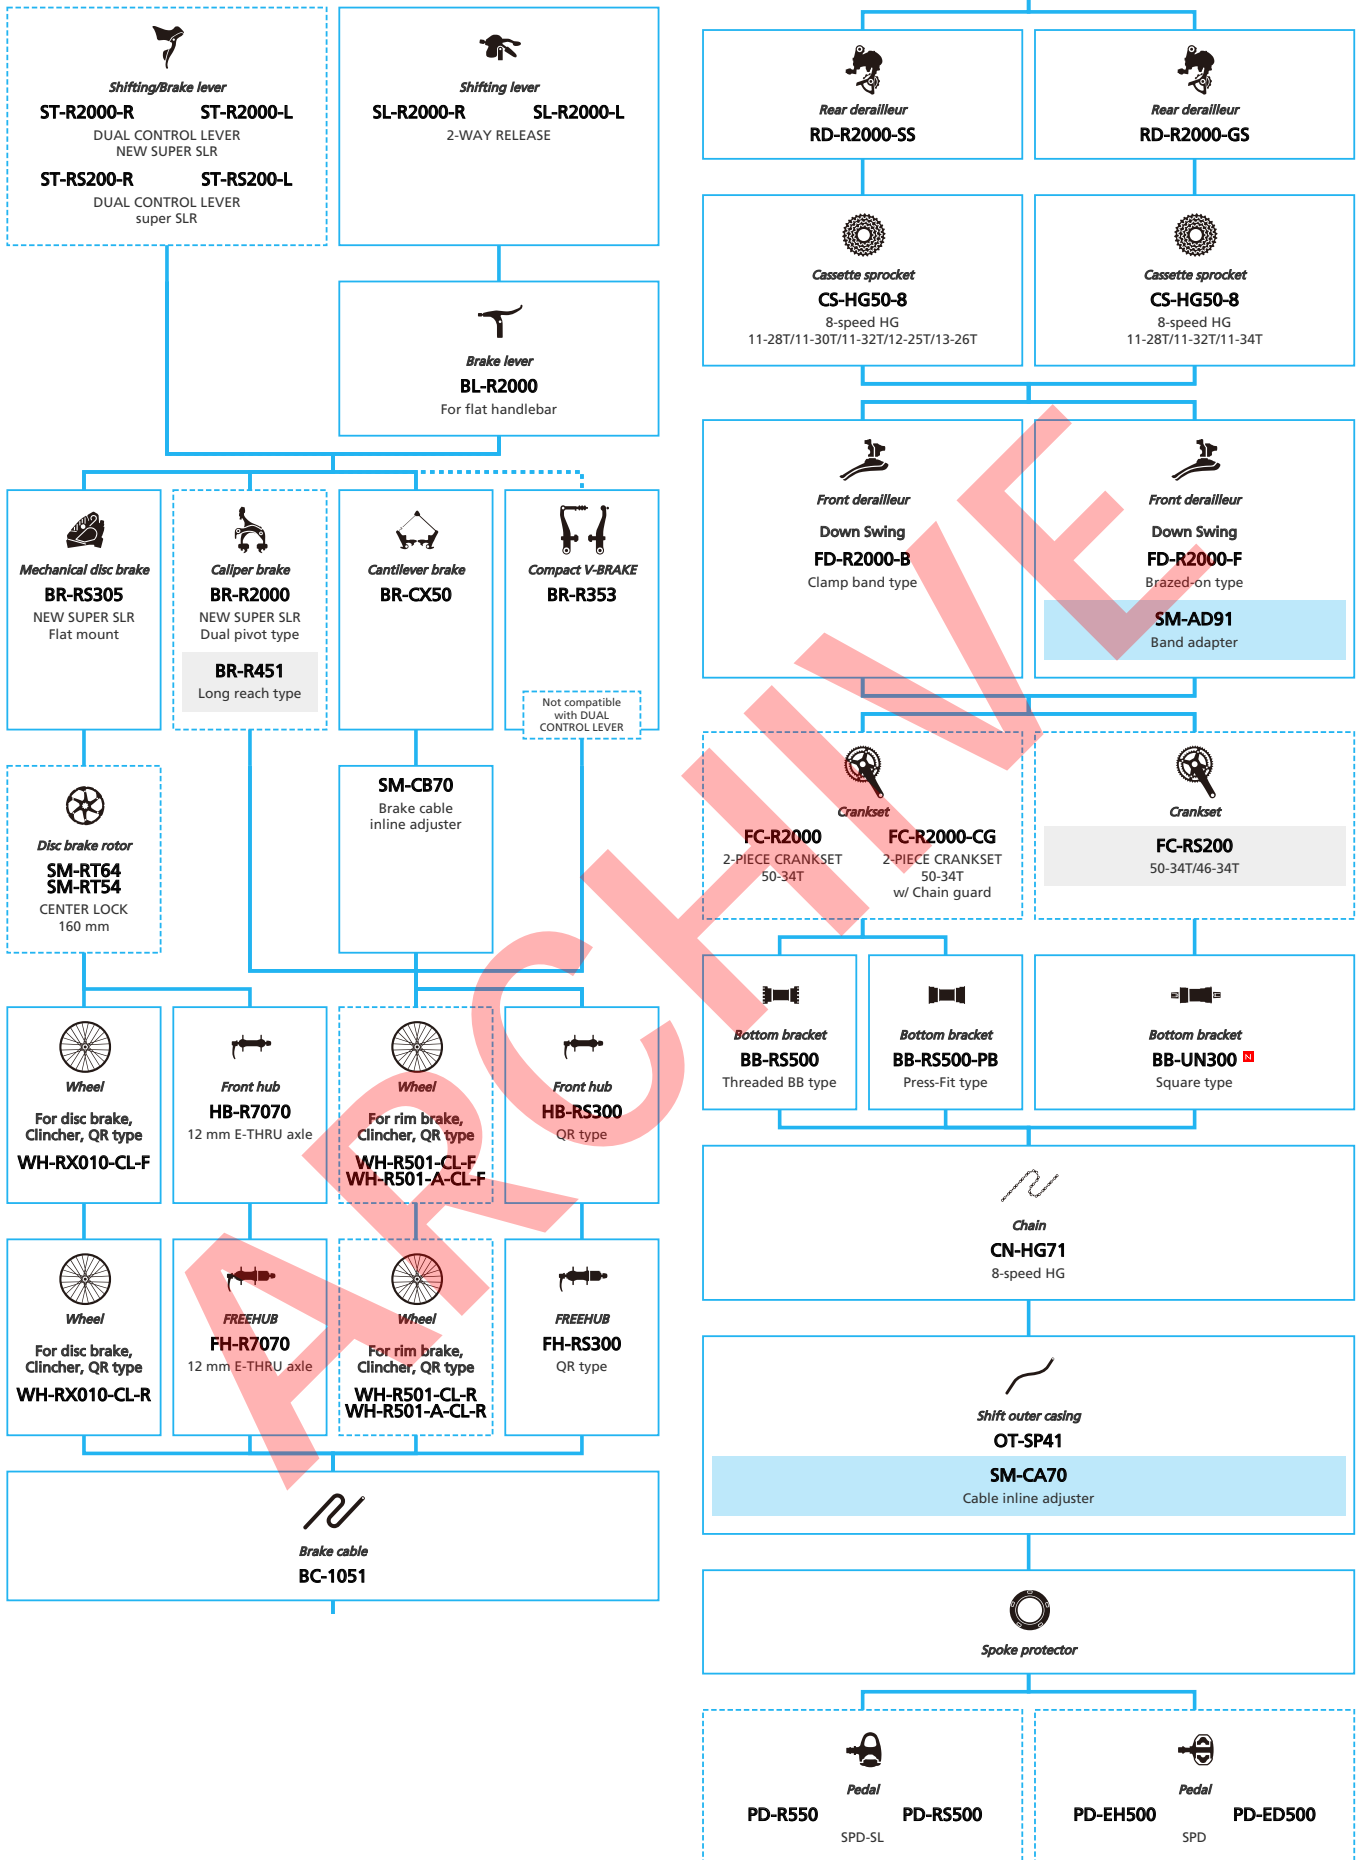 Shifting/Brake lever
ST-R2000-R ST-R2000-L
DUAL CONTROL LEVER
NEW SUPER SLR
ST-RS200-R ST-RS200-L
DUAL CONTROL LEVER
super SLR
Shifting lever
SL-R2000-R SL-R2000-L
2-WAY RELEASE
Brake lever
BL-R2000
For flat handlebar
Mechanical disc brake
BR-RS305
NEW SUPER SLR
Flat mount
Caliper brake
BR-R2000
NEW SUPER SLR
Dual pivot type
BR-R451
Long reach type
Cantilever brake
BR-CX50
Compact V-BRAKE
BR-R353
Not compatible
with DUAL
CONTROL LEVER
Disc brake rotor
SM-RT64
SM-RT54
CENTER LOCK
160 mm
SM-CB70
Brake cable
inline adjuster
Wheel
For disc brake,
Clincher, QR type
WH-RX010-CL-F
Front hub
HB-R7070
12 mm E-THRU axle
Wheel
For rim brake,
Clincher, QR type
WH-R501-CL-F
WH-R501-A-CL-F
Front hub
HB-RS300
QR type
Wheel
For disc brake,
Clincher, QR type
WH-RX010-CL-R
FREEHUB
FH-R7070
12 mm E-THRU axle
Wheel
For rim brake,
Clincher, QR type
WH-R501-CL-R
WH-R501-A-CL-R
FREEHUB
FH-RS300
QR type
Brake cable
BC-1051
Rear derailleur
RD-R2000-SS
Rear derailleur
RD-R2000-GS
Cassette sprocket
CS-HG50-8
8-speed HG
11-28T/11-30T/11-32T/12-25T/13-26T
Cassette sprocket
CS-HG50-8
8-speed HG
11-28T/11-32T/11-34T
Front derailleur
Down Swing
FD-R2000-B
Clamp band type
Front derailleur
Down Swing
FD-R2000-F
Brazed-on type
SM-AD91
Band adapter
Crankset
FC-R2000 FC-R2000-CG
2-PIECE CRANKSET 2-PIECE CRANKSET
50-34T 50-34T
w/ Chain guard
Crankset
FC-RS200
50-34T/46-34T
Bottom bracket
BB-RS500
Threaded BB type
Bottom bracket
BB-RS500-PB
Press-Fit type
Bottom bracket
BB-UN300 N
Square type
Chain
CN-HG71
8-speed HG
Shift outer casing
OT-SP41
SM-CA70
Cable inline adjuster
Spoke protector
Pedal
PD-R550 PD-RS500
SPD-SL
Pedal
PD-EH500 PD-ED500
SPD
ARCHIVE